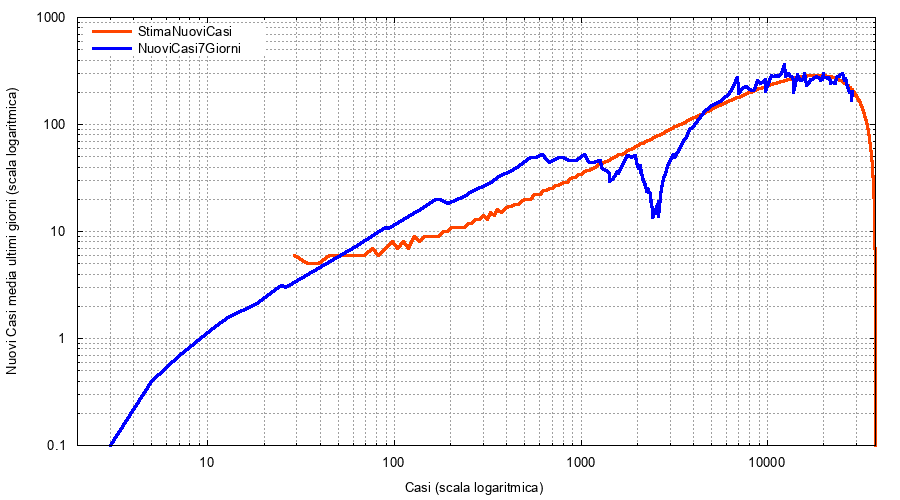 1000
StimaNuoviCasi
NuoviCasi7Giorni
100
10
1
0.1
Nuovi Casi media ultimi giorni (scala logaritmica)
10 100 1000 10000
Casi (scala logaritmica)